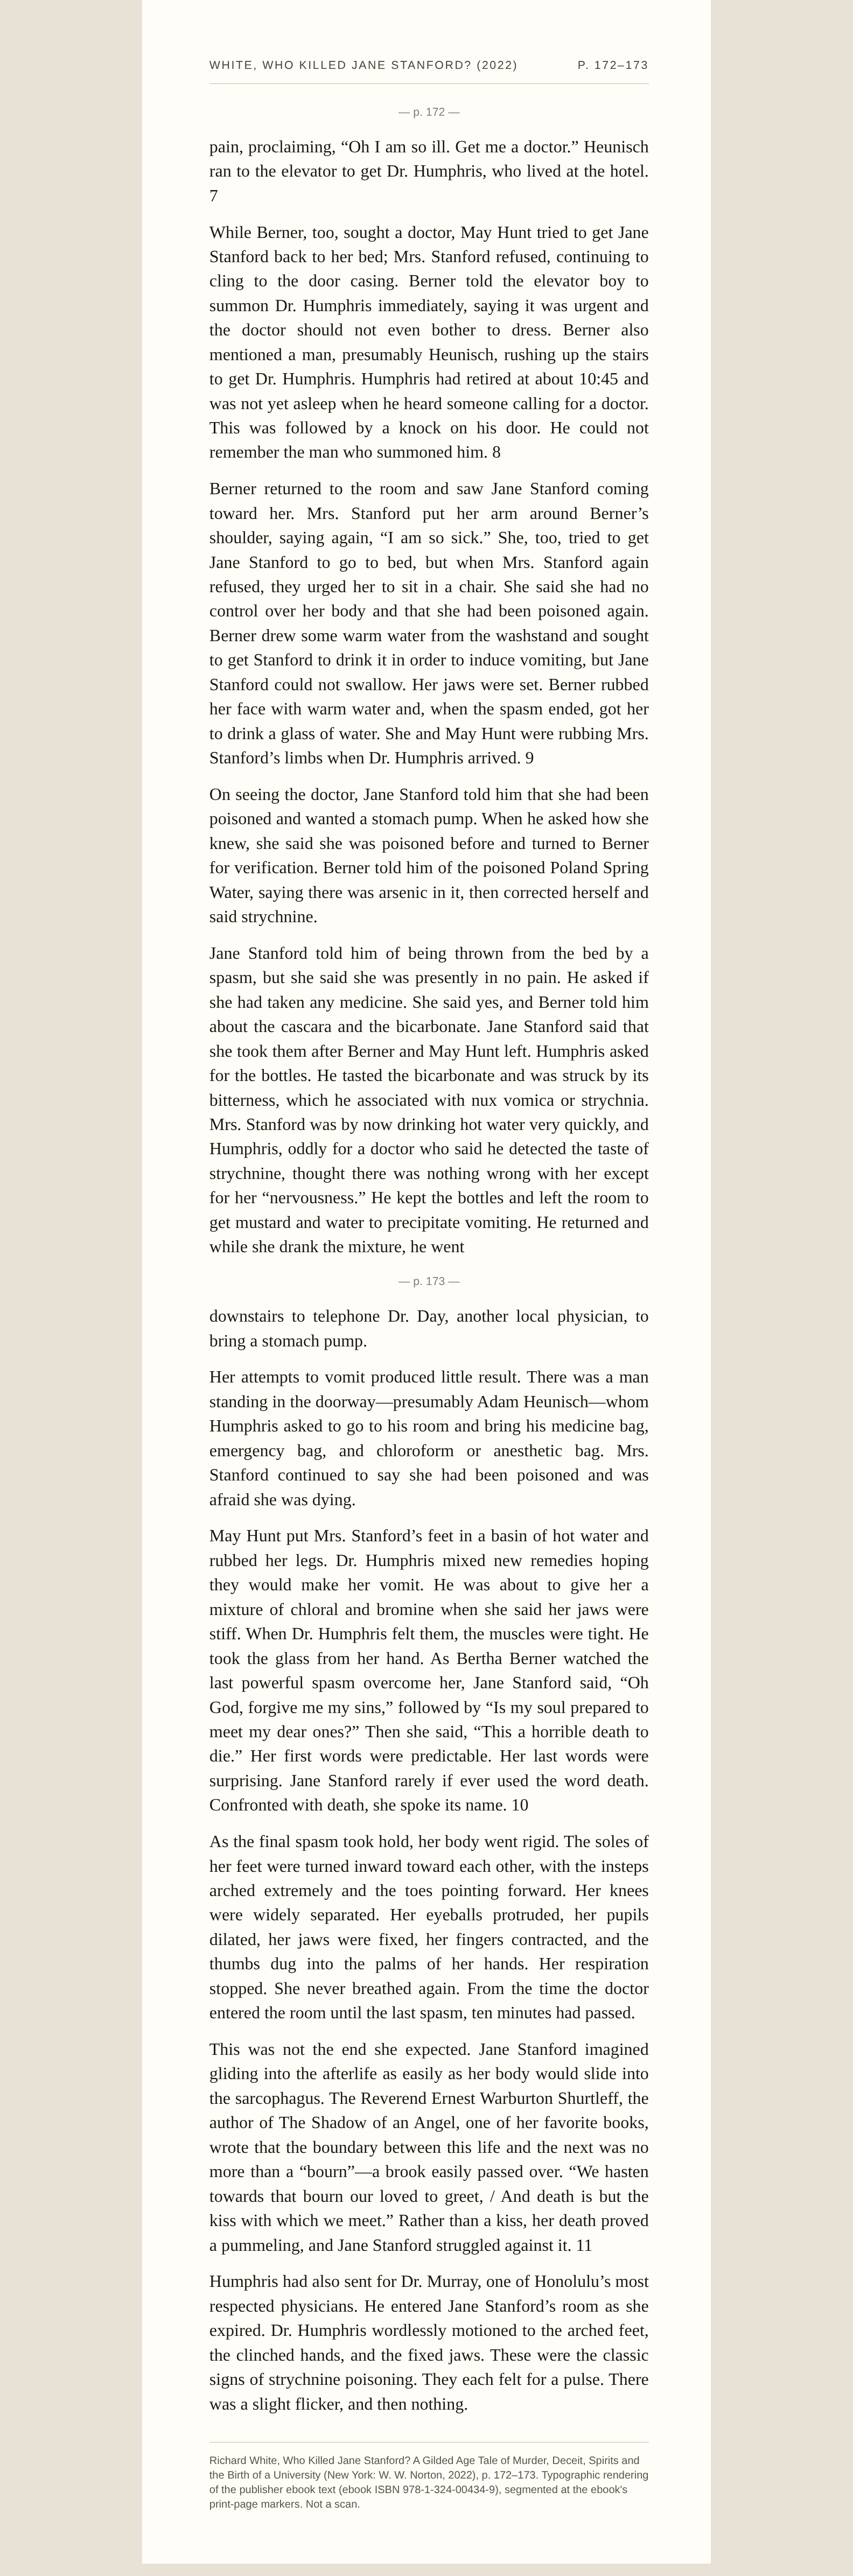 WHITE, WHO KILLED JANE STANFORD? (2022) P. 172–173
— p. 172 —
pain, proclaiming, “Oh I am so ill. Get me a doctor.” Heunisch
ran to the elevator to get Dr. Humphris, who lived at the hotel.
7
While Berner, too, sought a doctor, May Hunt tried to get Jane
Stanford back to her bed; Mrs. Stanford refused, continuing to
cling to the door casing. Berner told the elevator boy to
summon Dr. Humphris immediately, saying it was urgent and
the doctor should not even bother to dress. Berner also
mentioned a man, presumably Heunisch, rushing up the stairs
to get Dr. Humphris. Humphris had retired at about 10:45 and
was not yet asleep when he heard someone calling for a doctor.
This was followed by a knock on his door. He could not
remember the man who summoned him. 8
Berner returned to the room and saw Jane Stanford coming
toward her. Mrs. Stanford put her arm around Berner’s
shoulder, saying again, “I am so sick.” She, too, tried to get
Jane Stanford to go to bed, but when Mrs. Stanford again
refused, they urged her to sit in a chair. She said she had no
control over her body and that she had been poisoned again.
Berner drew some warm water from the washstand and sought
to get Stanford to drink it in order to induce vomiting, but Jane
Stanford could not swallow. Her jaws were set. Berner rubbed
her face with warm water and, when the spasm ended, got her
to drink a glass of water. She and May Hunt were rubbing Mrs.
Stanford’s limbs when Dr. Humphris arrived. 9
On seeing the doctor, Jane Stanford told him that she had been
poisoned and wanted a stomach pump. When he asked how she
knew, she said she was poisoned before and turned to Berner
for verification. Berner told him of the poisoned Poland Spring
Water, saying there was arsenic in it, then corrected herself and
said strychnine.
Jane Stanford told him of being thrown from the bed by a
spasm, but she said she was presently in no pain. He asked if
she had taken any medicine. She said yes, and Berner told him
about the cascara and the bicarbonate. Jane Stanford said that
she took them after Berner and May Hunt left. Humphris asked
for the bottles. He tasted the bicarbonate and was struck by its
bitterness, which he associated with nux vomica or strychnia.
Mrs. Stanford was by now drinking hot water very quickly, and
Humphris, oddly for a doctor who said he detected the taste of
strychnine, thought there was nothing wrong with her except
for her “nervousness.” He kept the bottles and left the room to
get mustard and water to precipitate vomiting. He returned and
while she drank the mixture, he went
— p. 173 —
downstairs to telephone Dr. Day, another local physician, to
bring a stomach pump.
Her attempts to vomit produced little result. There was a man
standing in the doorway—presumably Adam Heunisch—whom
Humphris asked to go to his room and bring his medicine bag,
emergency bag, and chloroform or anesthetic bag. Mrs.
Stanford continued to say she had been poisoned and was
afraid she was dying.
May Hunt put Mrs. Stanford’s feet in a basin of hot water and
rubbed her legs. Dr. Humphris mixed new remedies hoping
they would make her vomit. He was about to give her a
mixture of chloral and bromine when she said her jaws were
stiff. When Dr. Humphris felt them, the muscles were tight. He
took the glass from her hand. As Bertha Berner watched the
last powerful spasm overcome her, Jane Stanford said, “Oh
God, forgive me my sins,” followed by “Is my soul prepared to
meet my dear ones?” Then she said, “This a horrible death to
die.” Her first words were predictable. Her last words were
surprising. Jane Stanford rarely if ever used the word death.
Confronted with death, she spoke its name. 10
As the final spasm took hold, her body went rigid. The soles of
her feet were turned inward toward each other, with the insteps
arched extremely and the toes pointing forward. Her knees
were widely separated. Her eyeballs protruded, her pupils
dilated, her jaws were fixed, her fingers contracted, and the
thumbs dug into the palms of her hands. Her respiration
stopped. She never breathed again. From the time the doctor
entered the room until the last spasm, ten minutes had passed.
This was not the end she expected. Jane Stanford imagined
gliding into the afterlife as easily as her body would slide into
the sarcophagus. The Reverend Ernest Warburton Shurtleff, the
author of The Shadow of an Angel, one of her favorite books,
wrote that the boundary between this life and the next was no
more than a “bourn”—a brook easily passed over. “We hasten
towards that bourn our loved to greet, / And death is but the
kiss with which we meet.” Rather than a kiss, her death proved
a pummeling, and Jane Stanford struggled against it. 11
Humphris had also sent for Dr. Murray, one of Honolulu’s most
respected physicians. He entered Jane Stanford’s room as she
expired. Dr. Humphris wordlessly motioned to the arched feet,
the clinched hands, and the fixed jaws. These were the classic
signs of strychnine poisoning. They each felt for a pulse. There
was a slight flicker, and then nothing.
Richard White, Who Killed Jane Stanford? A Gilded Age Tale of Murder, Deceit, Spirits and
the Birth of a University (New York: W. W. Norton, 2022), p. 172–173. Typographic rendering
of the publisher ebook text (ebook ISBN 978-1-324-00434-9), segmented at the ebook's
print-page markers. Not a scan.